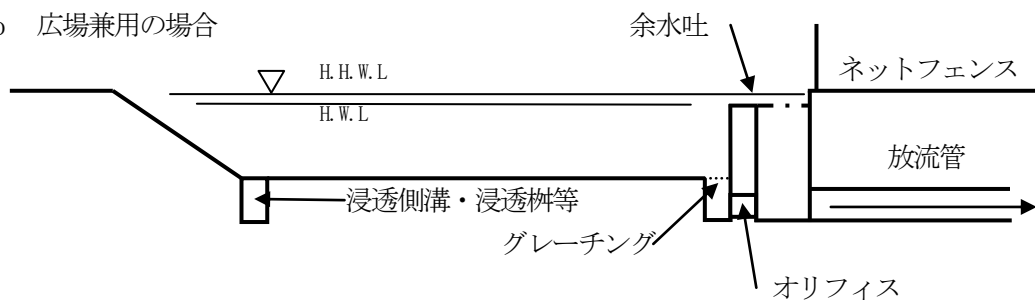 広場兼用の場合
余水吐
H.H.W.L
ネットフェンス
H.W.L
放流管
浸透側溝・浸透桝等
グレーチング
オリフィス